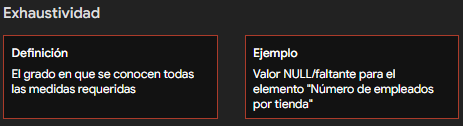 Exhaustividad
Definición
El grado en que se conocen todas
las medidas requeridas
Ejemplo
Valor NULL/faltante para el
elemento "Número de empleados
por tienda"